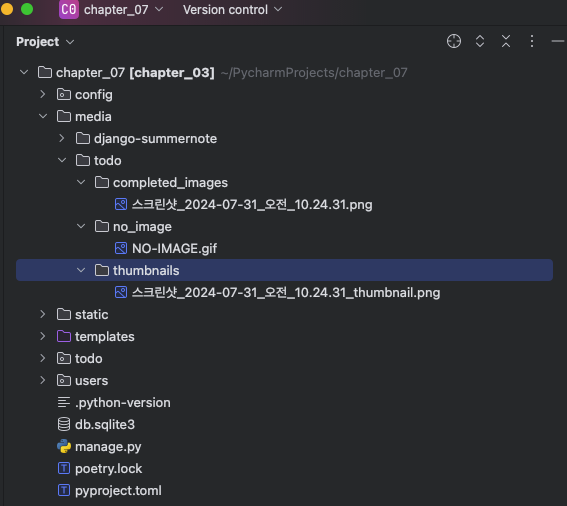 C0 chapter_07 Version control
Project
chapter_07 [chapter_03] ~/PycharmProjects/chapter_07
config
media
django-summernote
todo
completed_images
스크린샷_2024-07-31_오전_10.24.31.png
no_image
NO-IMAGE.gif
thumbnails
스크린샷_2024-07-31_오전_10.24.31_thumbnail.png
static
templates
todo
users
.python-version
db.sqlite3
manage.py
poetry.lock
pyproject.toml